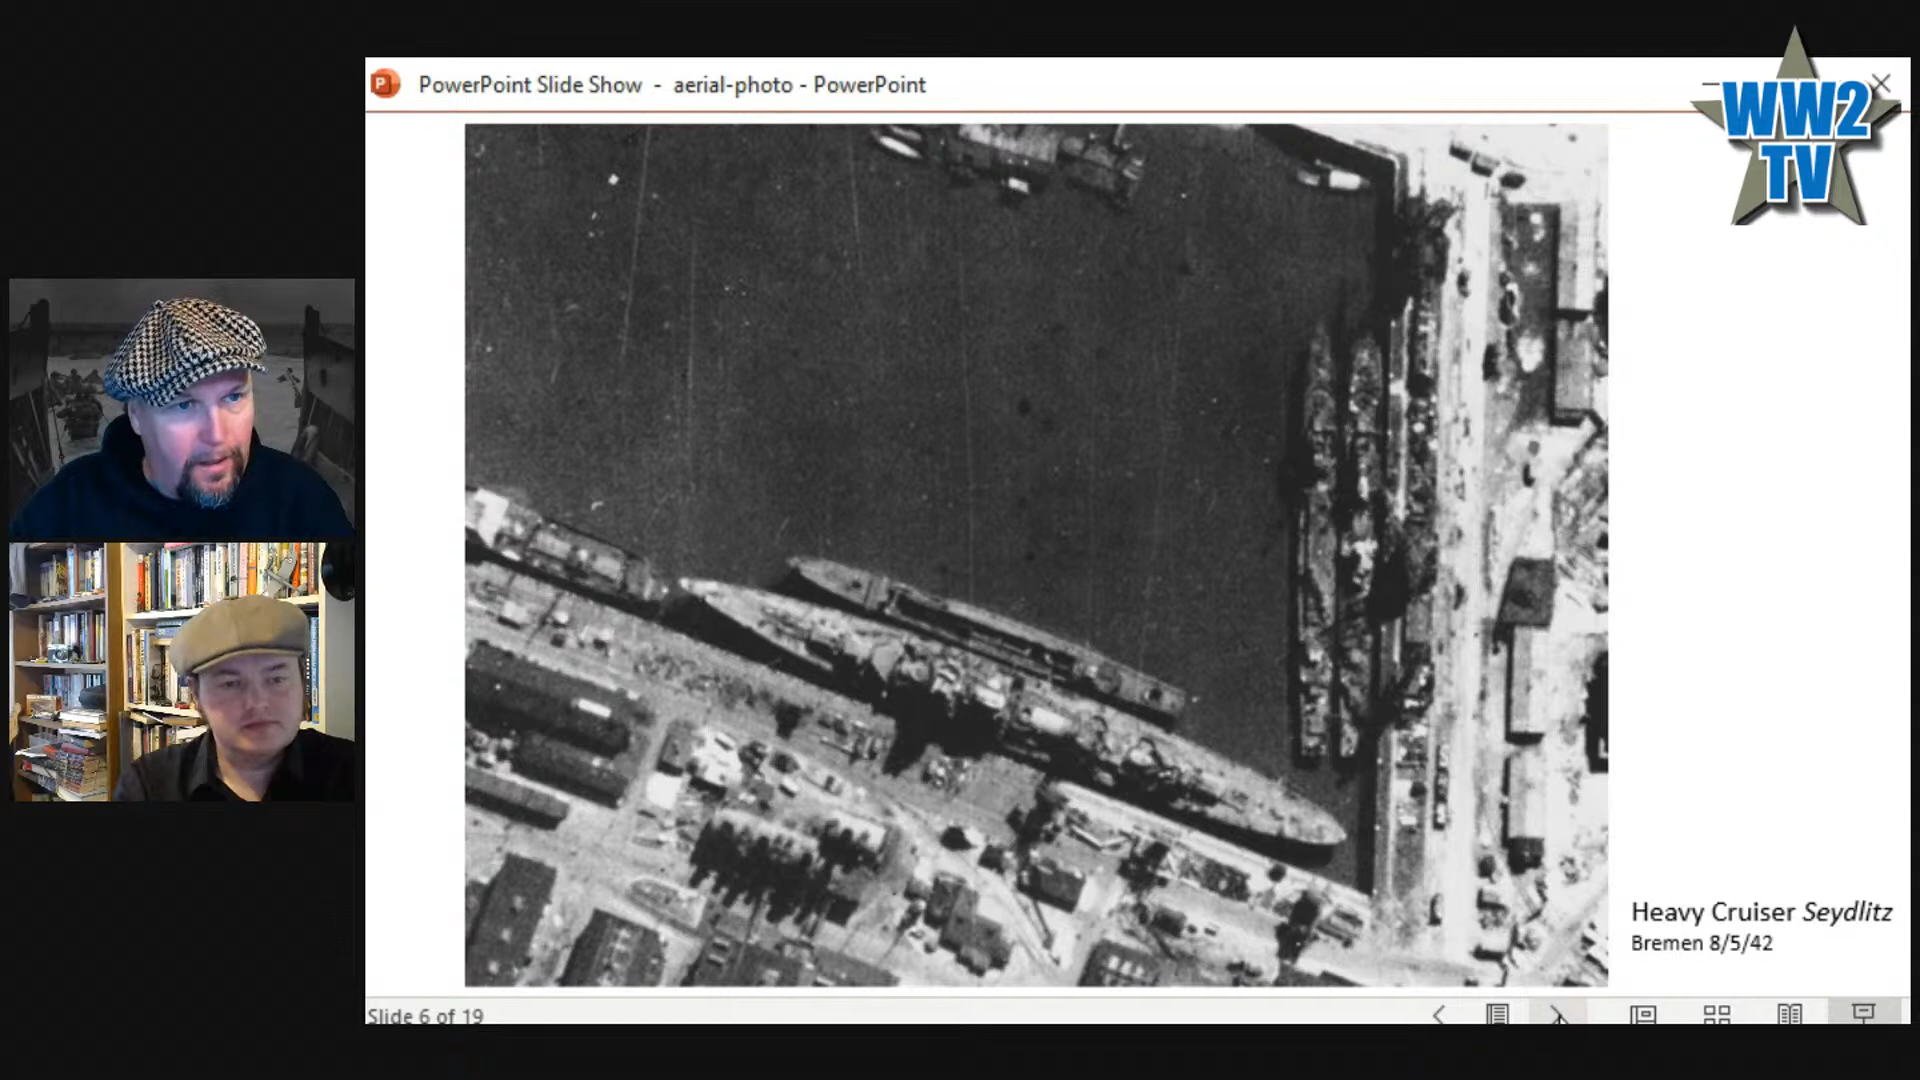 PowerPoint Slide Show - aerial-photo - PowerPoint
WW2
TV
Heavy Cruiser Seydlitz
Bremen 8/5/42
Slide 6 of 19